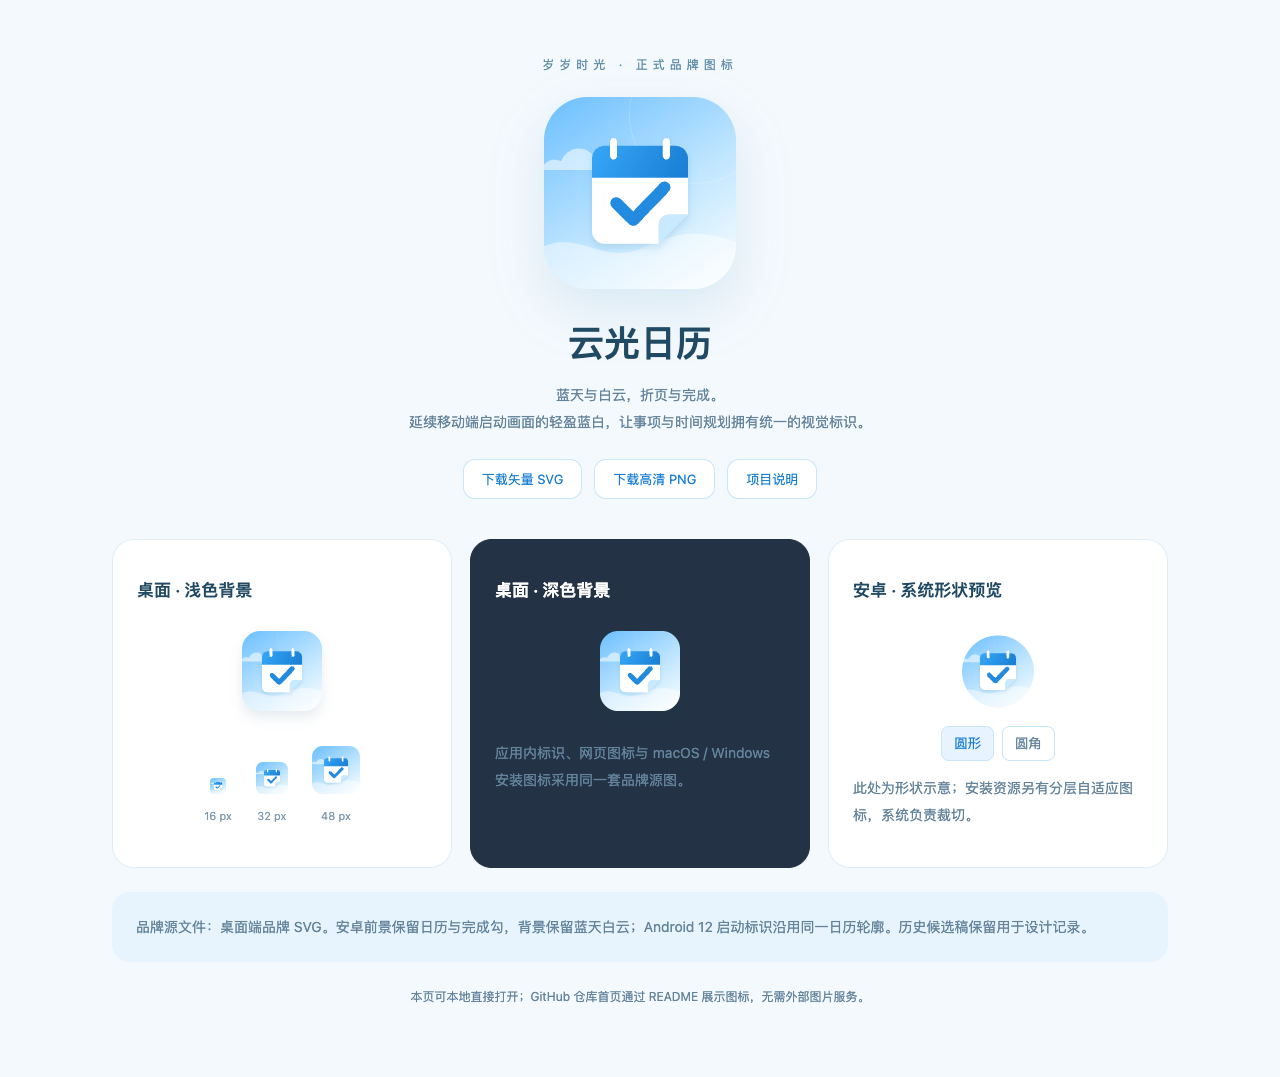 岁岁时光 · 正式品牌图标
云光日历
蓝天与白云，折页与完成。
延续移动端启动画面的轻盈蓝白，让事项与时间规划拥有统一的视觉标识。
下载矢量 SVG
下载高清 PNG
项目说明
桌面 · 浅色背景
16 px
32 px
48 px
桌面 · 深色背景
应用内标识、网页图标与 macOS / Windows
安装图标采用同一套品牌源图。
安卓 · 系统形状预览
圆形
圆角
此处为形状示意；安装资源另有分层自适应图
标，系统负责裁切。
品牌源文件：桌面端品牌 SVG。安卓前景保留日历与完成勾，背景保留蓝天白云；Android 12 启动标识沿用同一日历轮廓。历史候选稿保留用于设计记录。
本页可本地直接打开；GitHub 仓库首页通过 README 展示图标，无需外部图片服务。